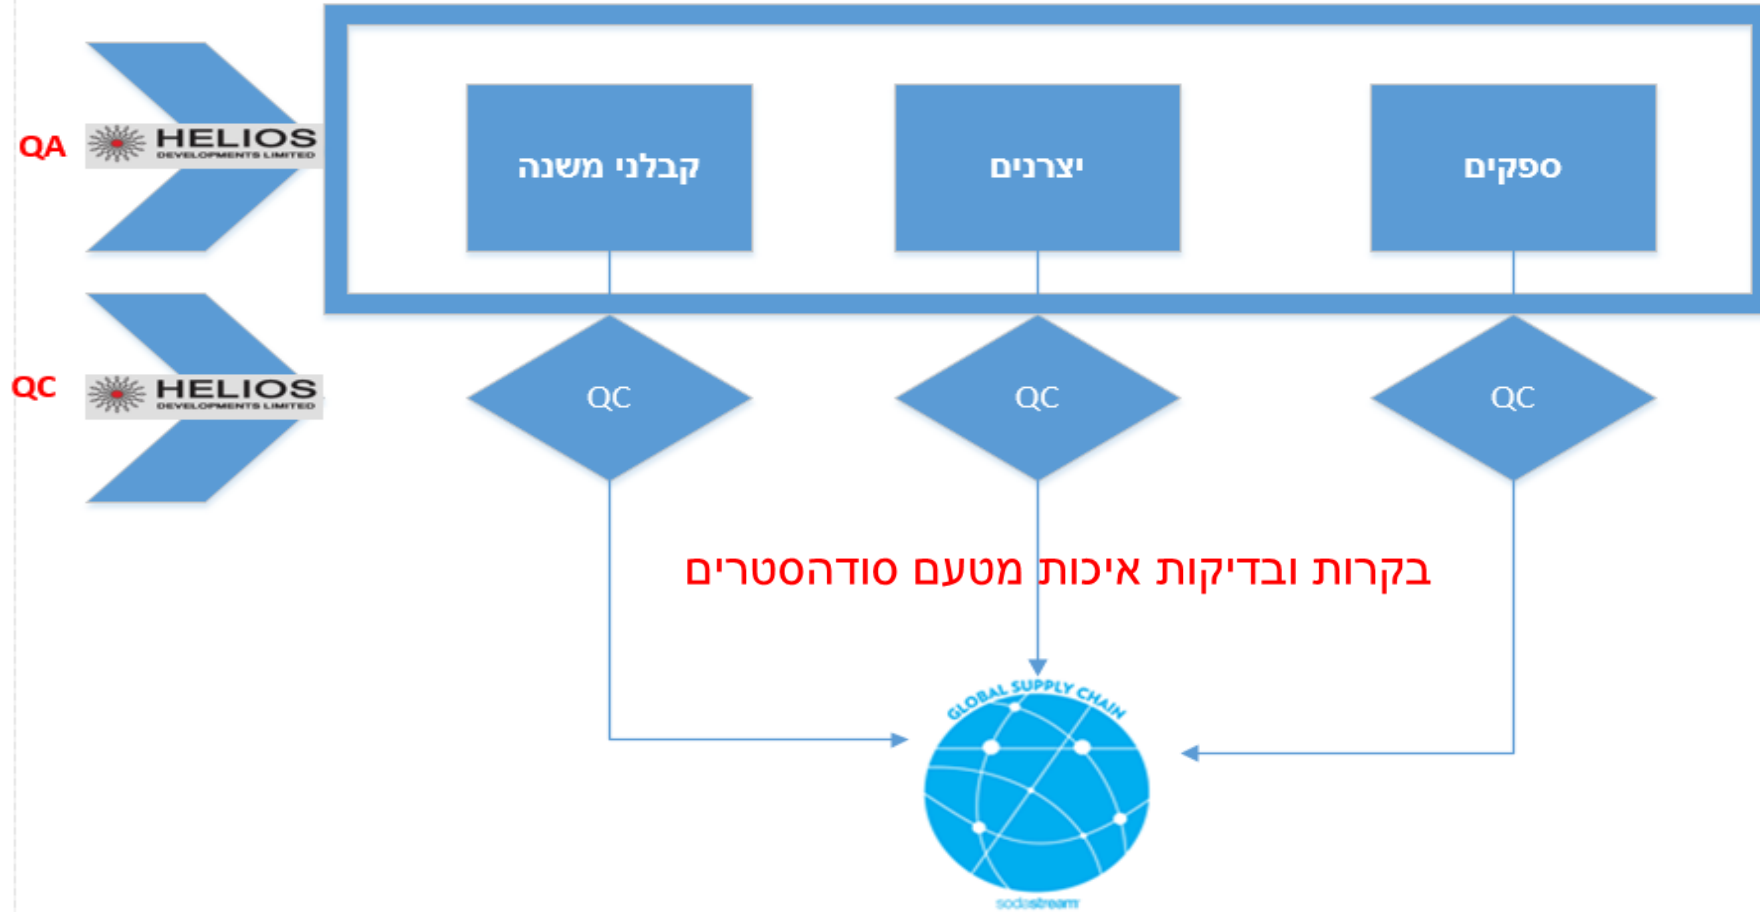 QA
HELIOS
DEVELOPMENTS LIMITED
ספקים
יצרנים
קבלני משנה
QC
HELIOS
DEVELOPMENTS LIMITED
QC
QC
QC
בקרות ובדיקות איכות מטעם סודהסטרים
GLOBAL SUPPLY CHAIN
sodastream